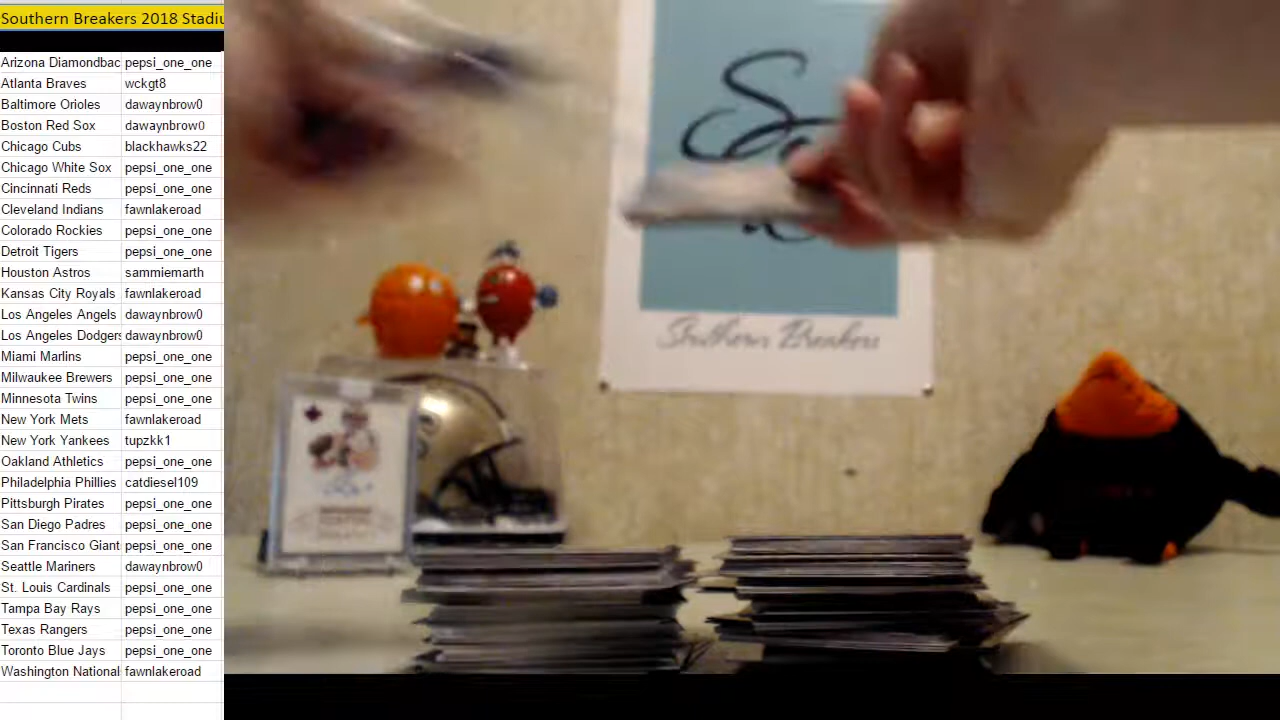 Southern Breakers 2018 Stadiu
Arizona Diamondbac pepsi_one_one
Atlanta Braves wckgt8
Baltimore Orioles dawaynbrow0
Boston Red Sox dawaynbrow0
Chicago Cubs blackhawks22
Chicago White Sox pepsi_one_one
Cincinnati Reds pepsi_one_one
Cleveland Indians fawnlakeroad
Colorado Rockies pepsi_one_one
Detroit Tigers pepsi_one_one
Houston Astros sammiemarth
Kansas City Royals fawnlakeroad
Los Angeles Angels dawaynbrow0
Los Angeles Dodgers dawaynbrow0
Miami Marlins pepsi_one_one
Milwaukee Brewers pepsi_one_one
Minnesota Twins pepsi_one_one
New York Mets fawnlakeroad
New York Yankees tupzkk1
Oakland Athletics pepsi_one_one
Philadelphia Phillies catdiesel109
Pittsburgh Pirates pepsi_one_one
San Diego Padres pepsi_one_one
San Francisco Giant pepsi_one_one
Seattle Mariners dawaynbrow0
St. Louis Cardinals pepsi_one_one
Tampa Bay Rays pepsi_one_one
Texas Rangers pepsi_one_one
Toronto Blue Jays pepsi_one_one
Washington National fawnlakeroad
Southern Breakers